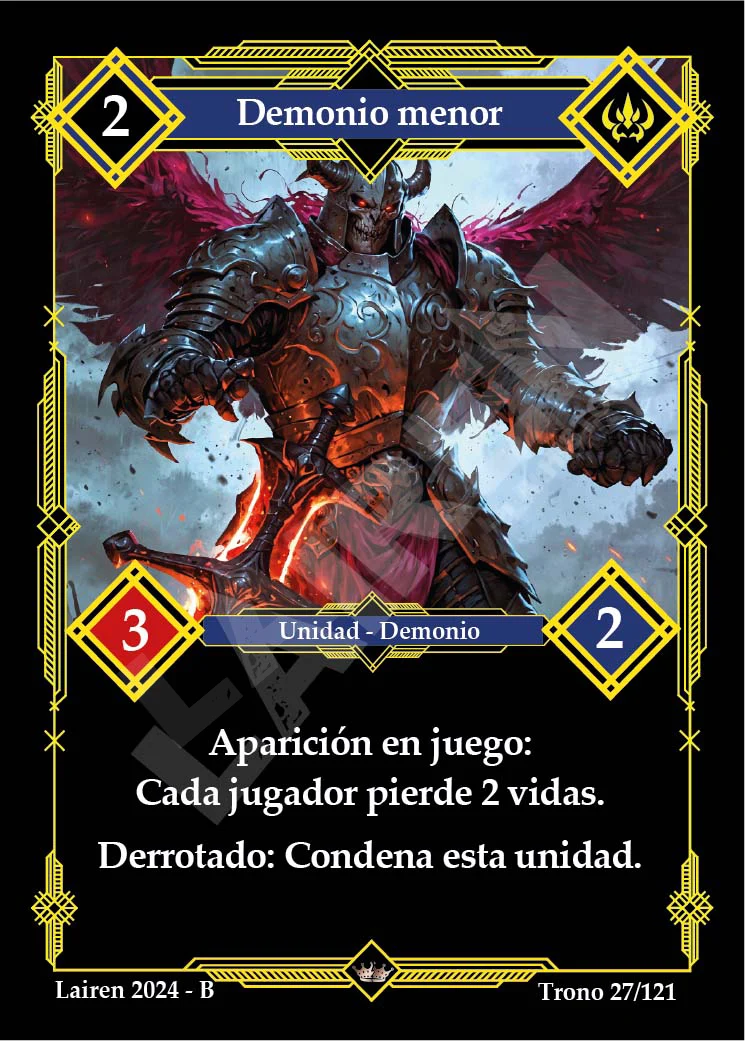 2
Demonio menor
3
Unidad - Demonio
2
Aparición en juego:
Cada jugador pierde 2 vidas.
Derrotado: Condena esta unidad.
Lairen 2024 - B
Trono 27/121
LAIREN